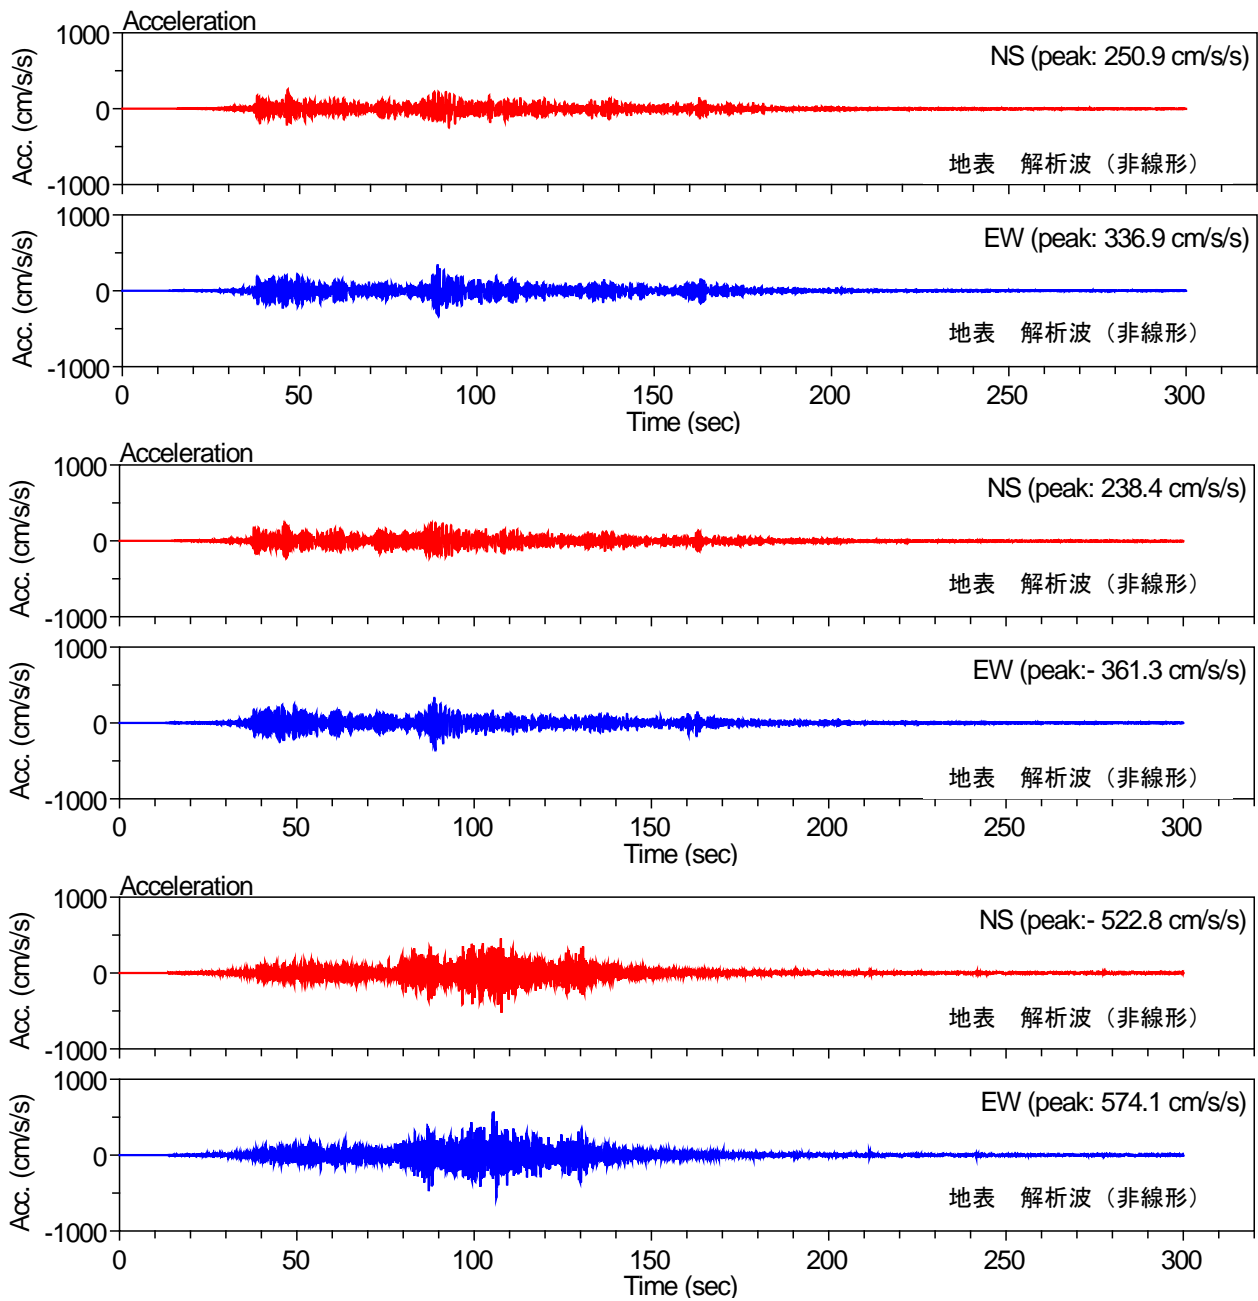 Acceleration
1000
NS (peak: 250.9 cm/s/s)
Acc. (cm/s/s)
0
地表　解析波（非線形）
-1000
1000
EW (peak: 336.9 cm/s/s)
Acc. (cm/s/s)
0
地表　解析波（非線形）
-1000
0 50 100 150 200 250 300
Time (sec)
Acceleration
1000
NS (peak: 238.4 cm/s/s)
Acc. (cm/s/s)
0
地表　解析波（非線形）
-1000
1000
EW (peak:- 361.3 cm/s/s)
Acc. (cm/s/s)
0
地表　解析波（非線形）
-1000
0 50 100 150 200 250 300
Time (sec)
Acceleration
1000
NS (peak:- 522.8 cm/s/s)
Acc. (cm/s/s)
0
地表　解析波（非線形）
-1000
1000
EW (peak: 574.1 cm/s/s)
Acc. (cm/s/s)
0
地表　解析波（非線形）
-1000
0 50 100 150 200 250 300
Time (sec)